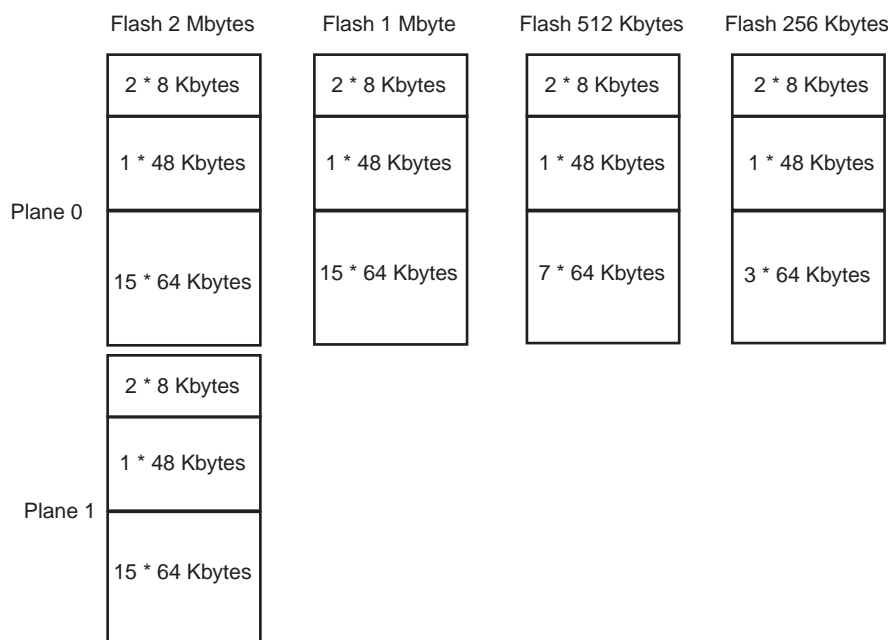 Flash 2 Mbytes Flash 1 Mbyte Flash 512 Kbytes Flash 256 Kbytes
2 * 8 Kbytes 2 * 8 Kbytes 2 * 8 Kbytes 2 * 8 Kbytes
1 * 48 Kbytes 1 * 48 Kbytes 1 * 48 Kbytes 1 * 48 Kbytes
Plane 0
15 * 64 Kbytes 15 * 64 Kbytes 7 * 64 Kbytes 3 * 64 Kbytes
2 * 8 Kbytes
1 * 48 Kbytes
Plane 1
15 * 64 Kbytes